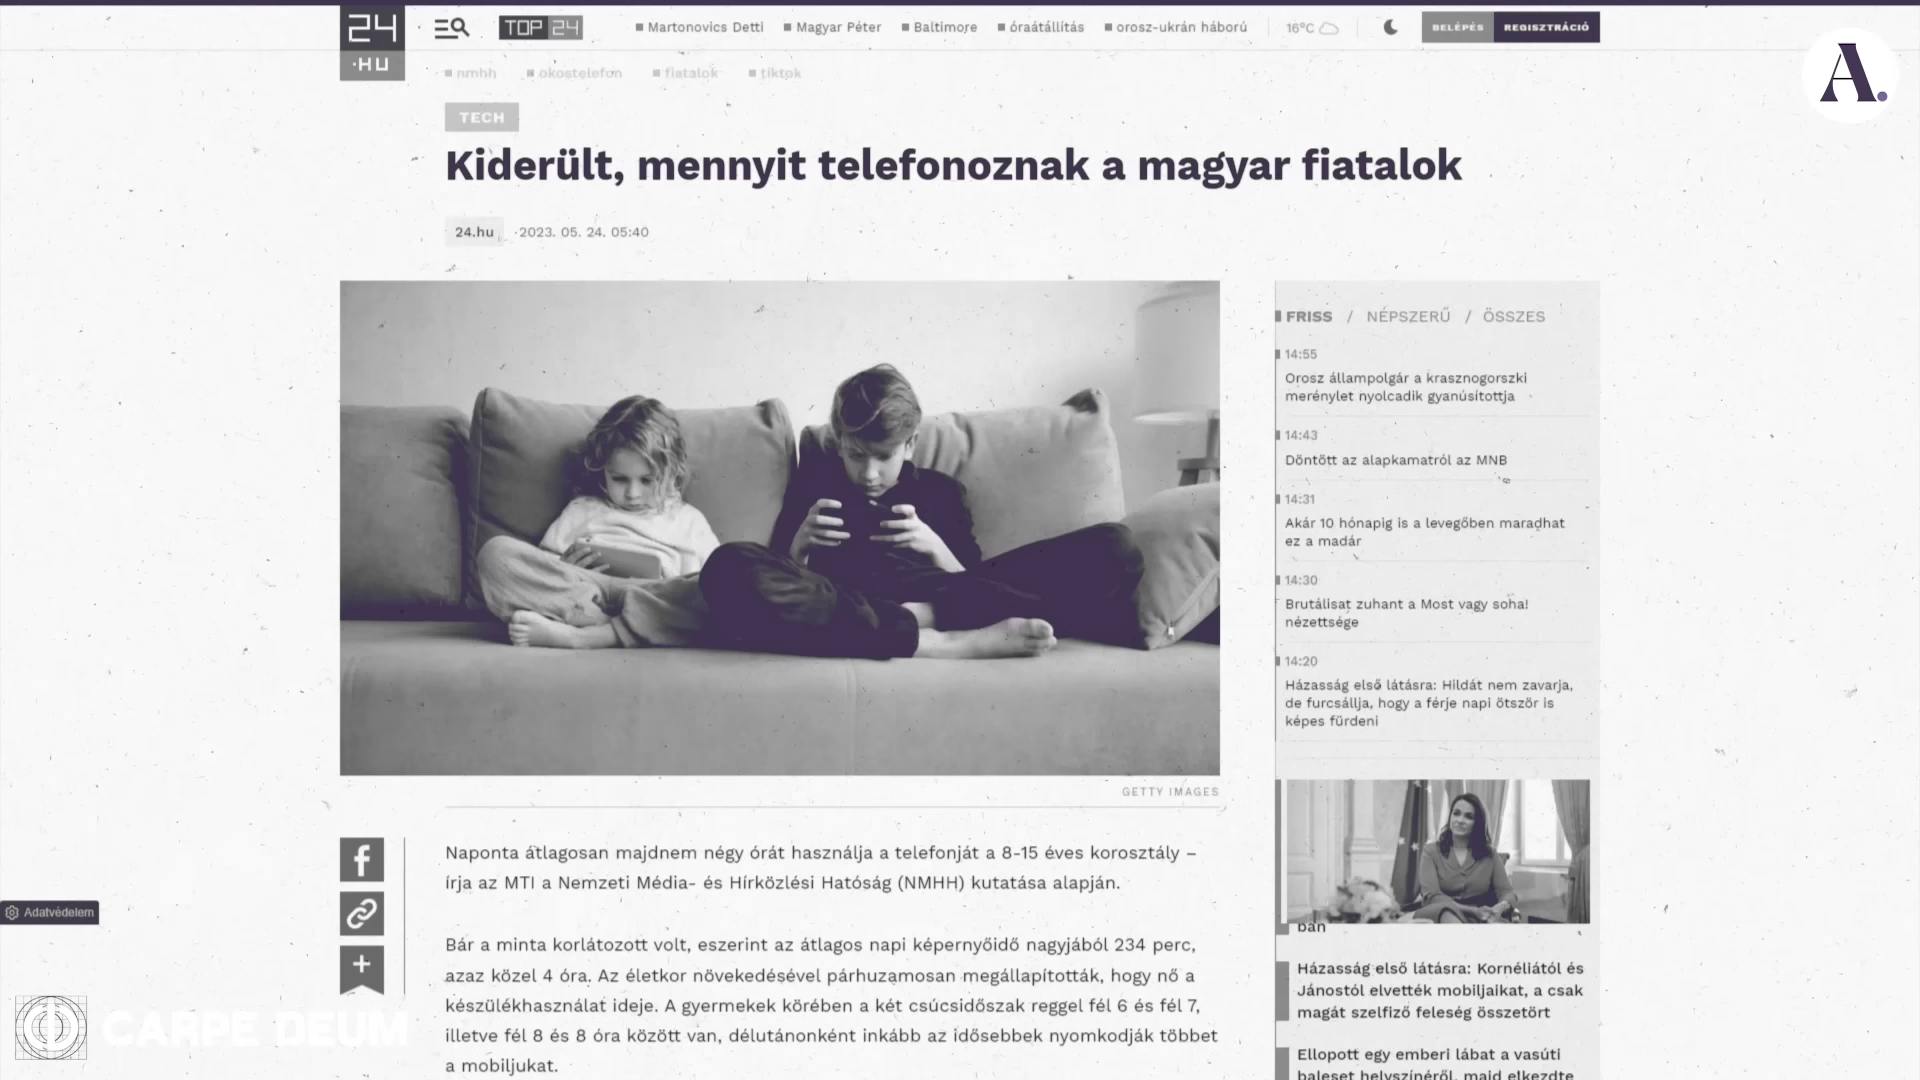 24
.HU
TOP 24
Martonovics Detti
Magyar Péter
Baltimore
óraátállítás
orosz-ukrán háború
16°C
BELÉPÉS
REGISZTRÁCIÓ
A.
nmhh
okostelefon
fiatalok
tiktok
TECH
Kiderült, mennyit telefonoznak a magyar fiatalok
24.hu
·2023. 05. 24. 05:40
FRISS / NÉPSZERŰ / ÖSSZES
14:55
Orosz állampolgár a krasznogorszki
merénylet nyolcadik gyanúsítottja
14:43
Döntött az alapkamatról az MNB
14:31
Akár 10 hónapig is a levegőben maradhat
ez a madár
14:30
Brutálisat zuhant a Most vagy soha!
nézettsége
14:20
Házasság első látásra: Hildát nem zavarja,
de furcsállja, hogy a férje napi ötször is
képes fürdeni
GETTY IMAGES
Naponta átlagosan majdnem négy órát használja a telefonját a 8-15 éves korosztály –
írja az MTI a Nemzeti Média- és Hírközlési Hatóság (NMHH) kutatása alapján.
Bár a minta korlátozott volt, eszerint az átlagos napi képernyőidő nagyjából 234 perc,
azaz közel 4 óra. Az életkor növekedésével párhuzamosan megállapították, hogy nő a
készülékhasználat ideje. A gyermekek körében a két csúcsidőszak reggel fél 6 és fél 7,
illetve fél 8 és 8 óra között van, délutánonként inkább az idősebbek nyomkodják többet
a mobiljukat.
ban
Házasság első látásra: Kornéliától és
Jánostól elvették mobiljaikat, a csak
magát szelfiző feleség összetört
Ellopott egy emberi lábat a vasúti
baleset helyszínéről, majd elkezdte
Adatvédelem
CARPE DEUM